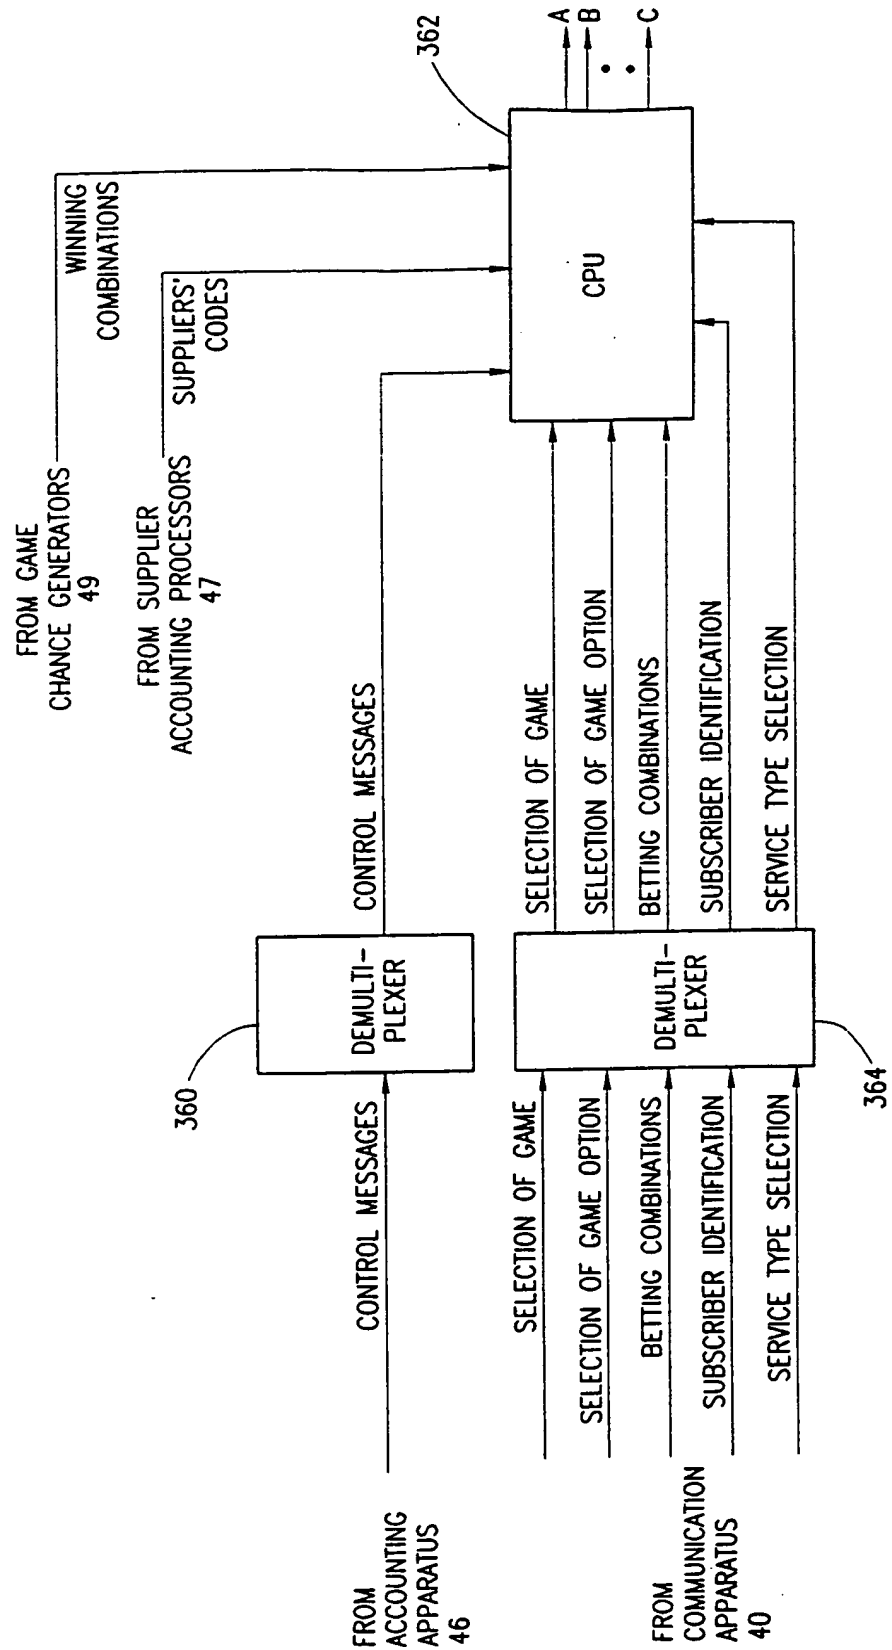 FROM GAME
CHANCE GENERATORS
49
WINNING
COMBINATIONS
FROM SUPPLIER
ACCOUNTING PROCESSORS
47
SUPPLIERS'
CODES
362
A
B
C
CPU
360
FROM
ACCOUNTING
APPARATUS
46
CONTROL MESSAGES
DEMULTI-
PLEXER
CONTROL MESSAGES
FROM
COMMUNICATION
APPARATUS
40
SELECTION OF GAME
SELECTION OF GAME OPTION
BETTING COMBINATIONS
SUBSCRIBER IDENTIFICATION
SERVICE TYPE SELECTION
DEMULTI-
PLEXER
364
SELECTION OF GAME
SELECTION OF GAME OPTION
BETTING COMBINATIONS
SUBSCRIBER IDENTIFICATION
SERVICE TYPE SELECTION